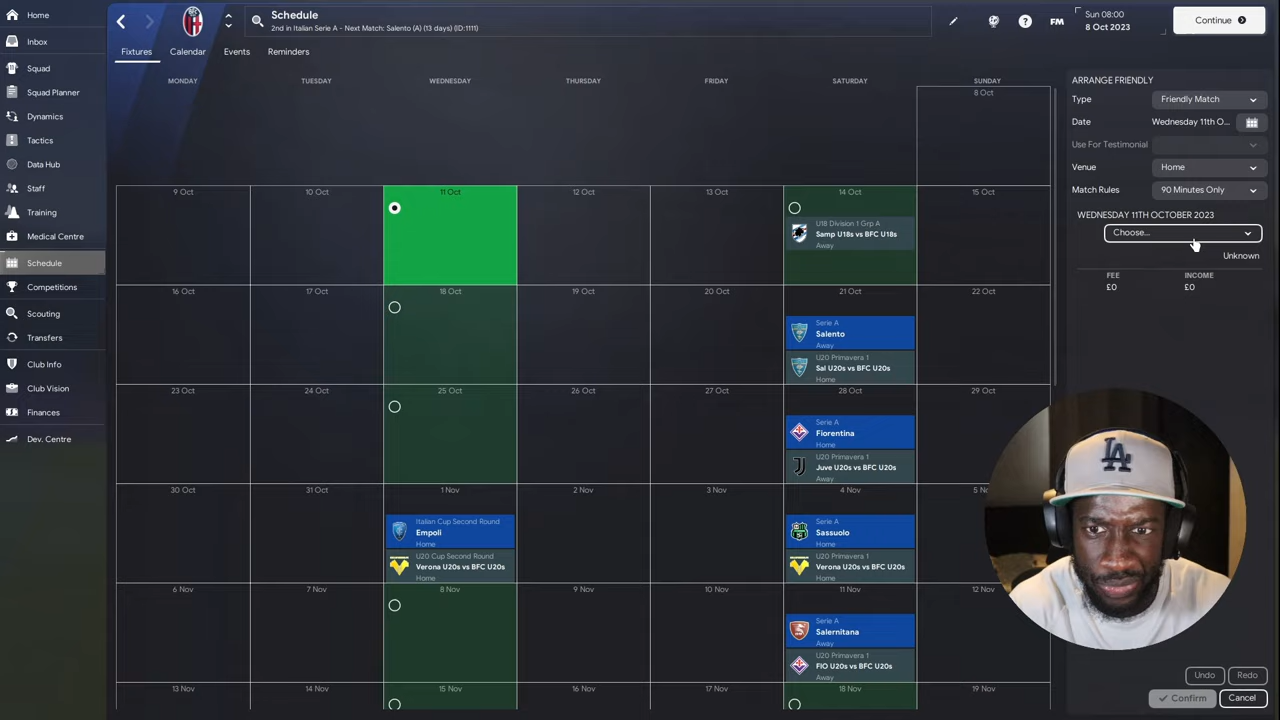 Home
Inbox
Squad
Squad Planner
Dynamics
Tactics
Data Hub
Staff
Training
Medical Centre
Schedule
Competitions
Scouting
Transfers
Club Info
Club Vision
Finances
Dev. Centre
Schedule
2nd in Italian Serie A - Next Match: Salento (A) (13 days) (ID:1111)
FM
Sun 08:00
8 Oct 2023
Continue
Fixtures Calendar Events Reminders
MONDAY TUESDAY WEDNESDAY THURSDAY FRIDAY SATURDAY SUNDAY
8 Oct
9 Oct 10 Oct 11 Oct 12 Oct 13 Oct 14 Oct
U18 Division 1 Grp A
Samp U18s vs BFC U18s
Away
16 Oct 17 Oct 18 Oct 19 Oct 20 Oct 21 Oct 22 Oct
Serie A
Salento
Away
U20 Primavera 1
Sal U20s vs BFC U20s
Home
23 Oct 24 Oct 25 Oct 26 Oct 27 Oct 28 Oct 29 Oct
Serie A
Fiorentina
Home
U20 Primavera 1
Juve U20s vs BFC U20s
Away
30 Oct 31 Oct 1 Nov 2 Nov 3 Nov 4 Nov
Italian Cup Second Round
Empoli
Home
U20 Cup Second Round
Verona U20s vs BFC U20s
Home
Serie A
Sassuolo
Home
U20 Primavera 1
Verona U20s vs BFC U20s
Home
6 Nov 7 Nov 8 Nov 9 Nov 10 Nov 11 Nov 12 Nov
Serie A
Salernitana
Away
U20 Primavera 1
FIO U20s vs BFC U20s
Away
13 Nov 14 Nov 15 Nov 16 Nov 17 Nov 18 Nov 19 Nov
ARRANGE FRIENDLY
Type Friendly Match
Date Wednesday 11th O...
Use For Testimonial
Venue Home
Match Rules 90 Minutes Only
WEDNESDAY 11TH OCTOBER 2023
Choose...
Unknown
FEE INCOME
£0 £0
LA
Undo Redo
Confirm Cancel